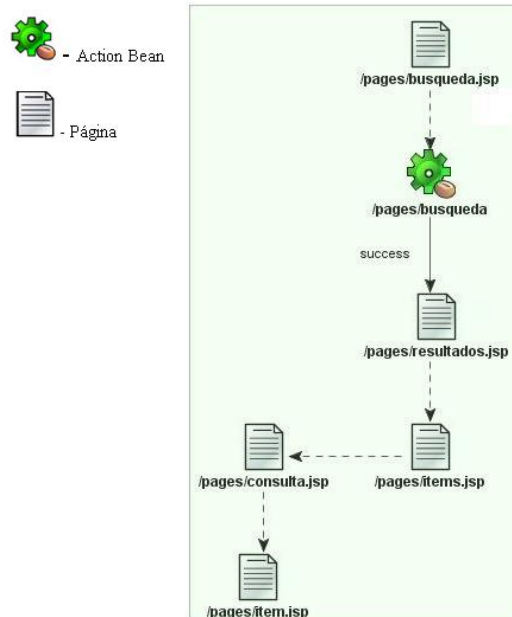 - Action Bean
- Página
/pages/busqueda.jsp
/pages/busqueda
success
/pages/resultados.jsp
/pages/items.jsp
/pages/consulta.jsp
/pages/item.jsp